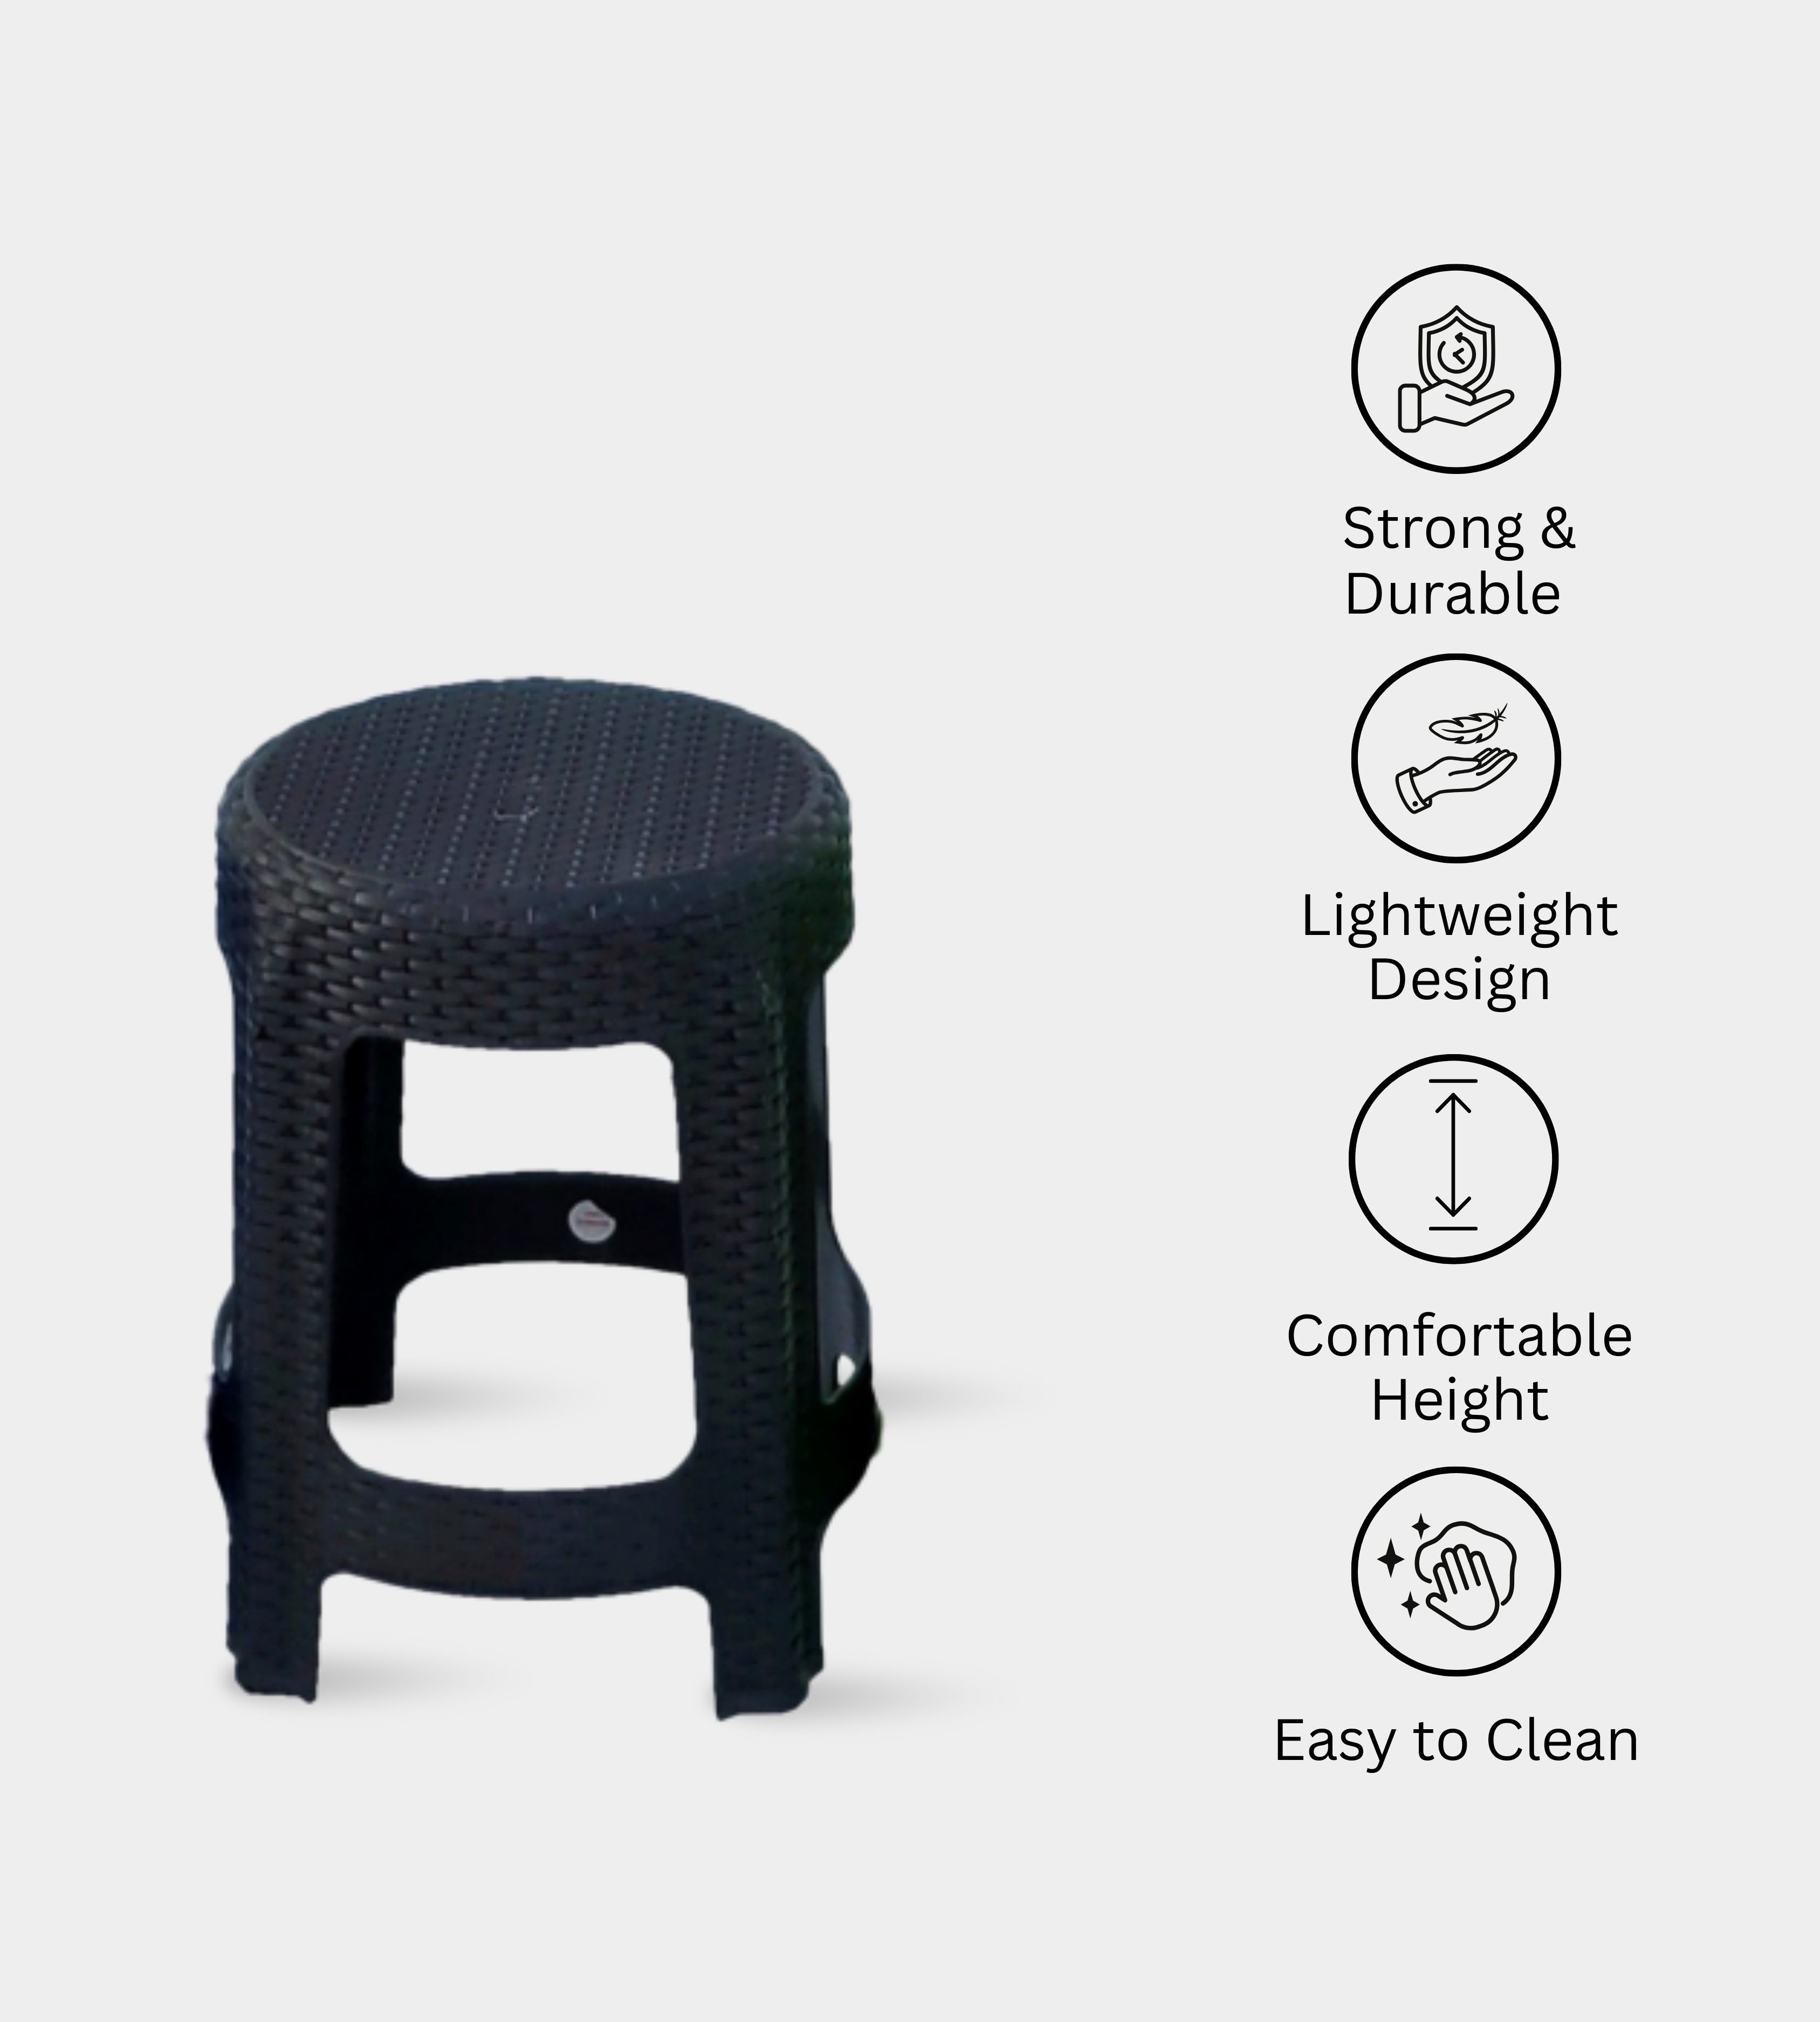 Strong &
Durable
Lightweight
Design
Comfortable
Height
Easy to Clean